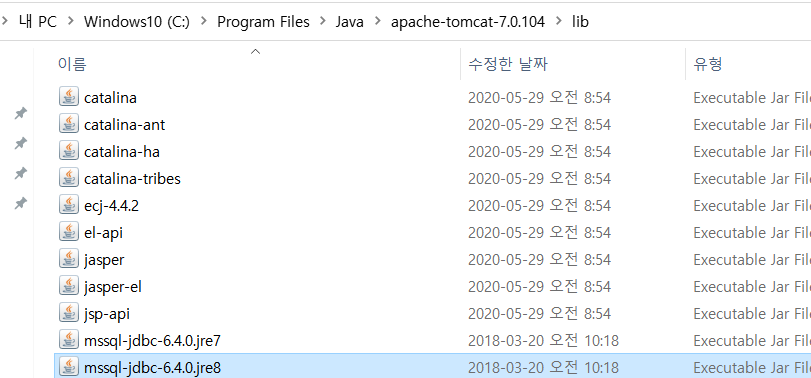 내 PC > Windows10 (C:) > Program Files > Java > apache-tomcat-7.0.104 > lib
이름 수정한 날짜 유형
catalina 2020-05-29 오전 8:54 Executable Jar File
catalina-ant 2020-05-29 오전 8:54 Executable Jar File
catalina-ha 2020-05-29 오전 8:54 Executable Jar File
catalina-tribes 2020-05-29 오전 8:54 Executable Jar File
ecj-4.4.2 2020-05-29 오전 8:54 Executable Jar File
el-api 2020-05-29 오전 8:54 Executable Jar File
jasper 2020-05-29 오전 8:54 Executable Jar File
jasper-el 2020-05-29 오전 8:54 Executable Jar File
jsp-api 2020-05-29 오전 8:54 Executable Jar File
mssql-jdbc-6.4.0.jre7 2018-03-20 오전 10:18 Executable Jar File
mssql-jdbc-6.4.0.jre8 2018-03-20 오전 10:18 Executable Jar File